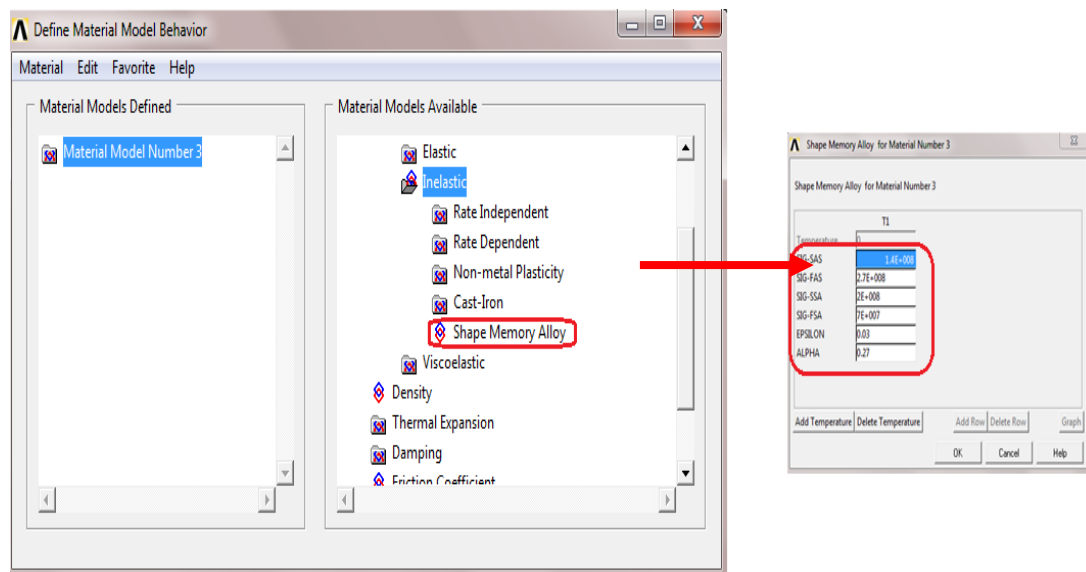 Define Material Model Behavior
Material Edit Favorite Help
Material Models Defined
Material Model Number 3
Material Models Available
Elastic
Inelastic
Rate Independent
Rate Dependent
Non-metal Plasticity
Cast-Iron
Shape Memory Alloy
Viscoelastic
Density
Thermal Expansion
Damping
Friction Coefficient
Shape Memory Alloy for Material Number 3
Shape Memory Alloy for Material Number 3
T1
Temperature 0
SIG-SAS 1.4E+008
SIG-FAS 2.7E+008
SIG-SSA 2E+008
SIG-FSA 7E+007
EPSILON 0.03
ALPHA 0.27
Add Temperature Delete Temperature Add Row Delete Row Graph
OK Cancel Help